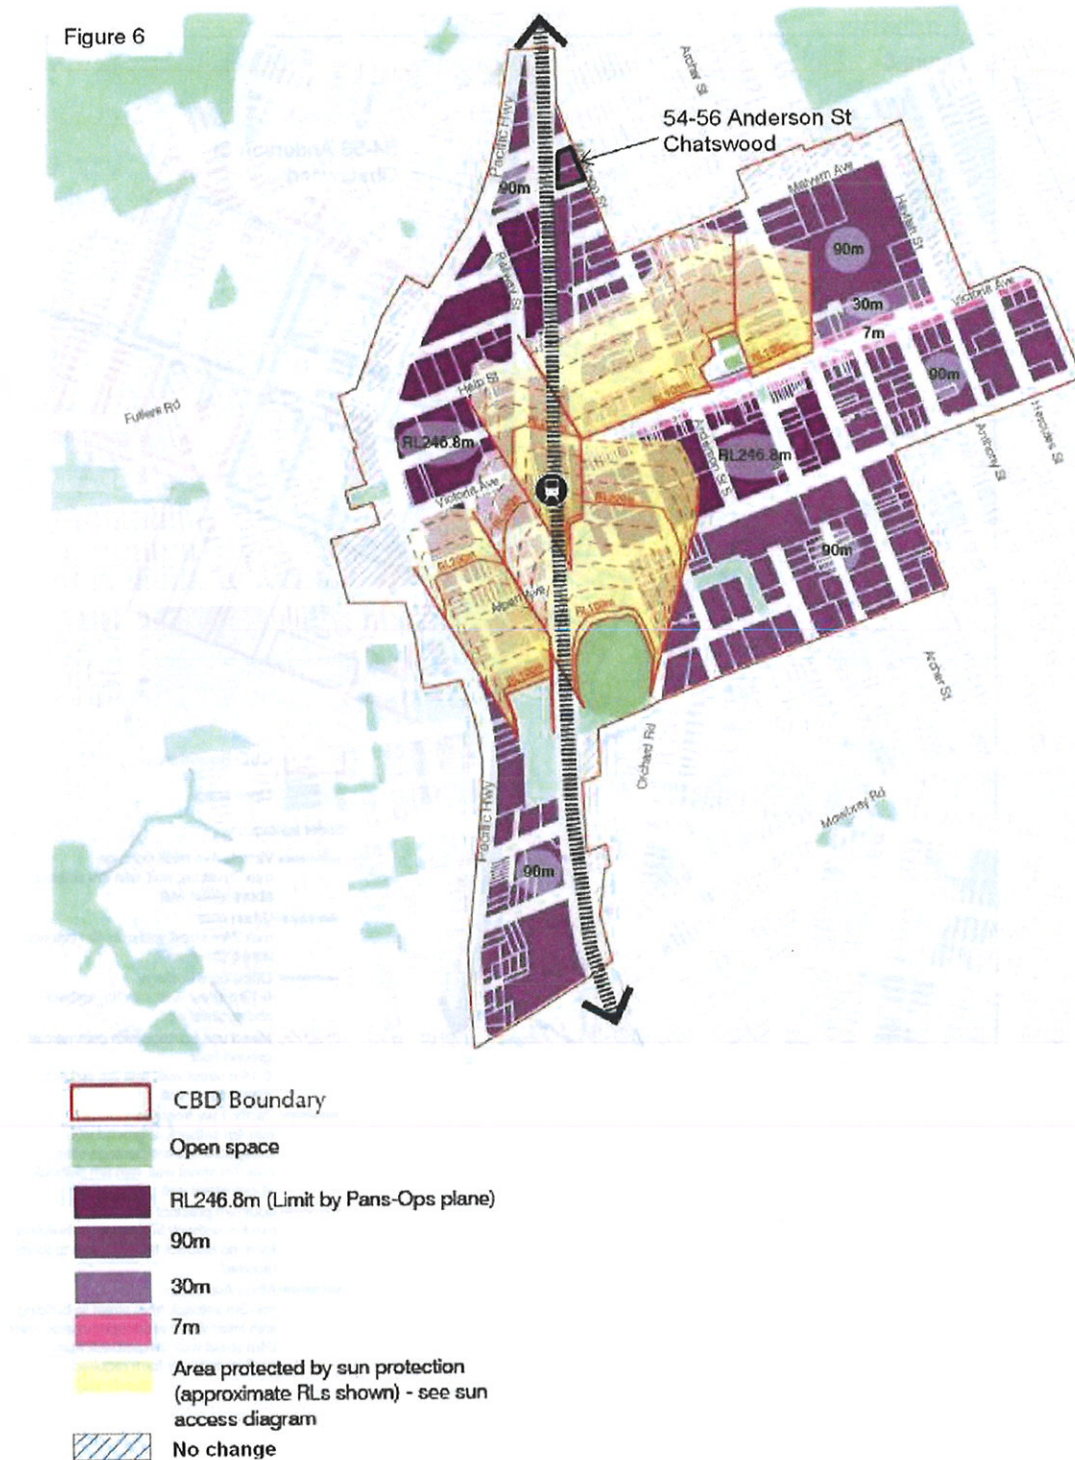 Figure 6
Archer St
54-56 Anderson St
Chatswood
Pacific Hwy
90m
Malvern Ave
Havilah St
90m
Railway St
30m
Victoria Ave
7m
90m
Help St
Fullers Rd
RL246.8m
RL246.8m
Anderson St
Anthony St
Hercules St
Victoria Ave
90m
Albert Ave
Archer St
Orchard Rd
Mowbray Rd
Pacific Hwy
90m
CBD Boundary
Open space
RL246.8m (Limit by Pans-Ops plane)
90m
30m
7m
Area protected by sun protection
(approximate RLs shown) - see sun
access diagram
No change